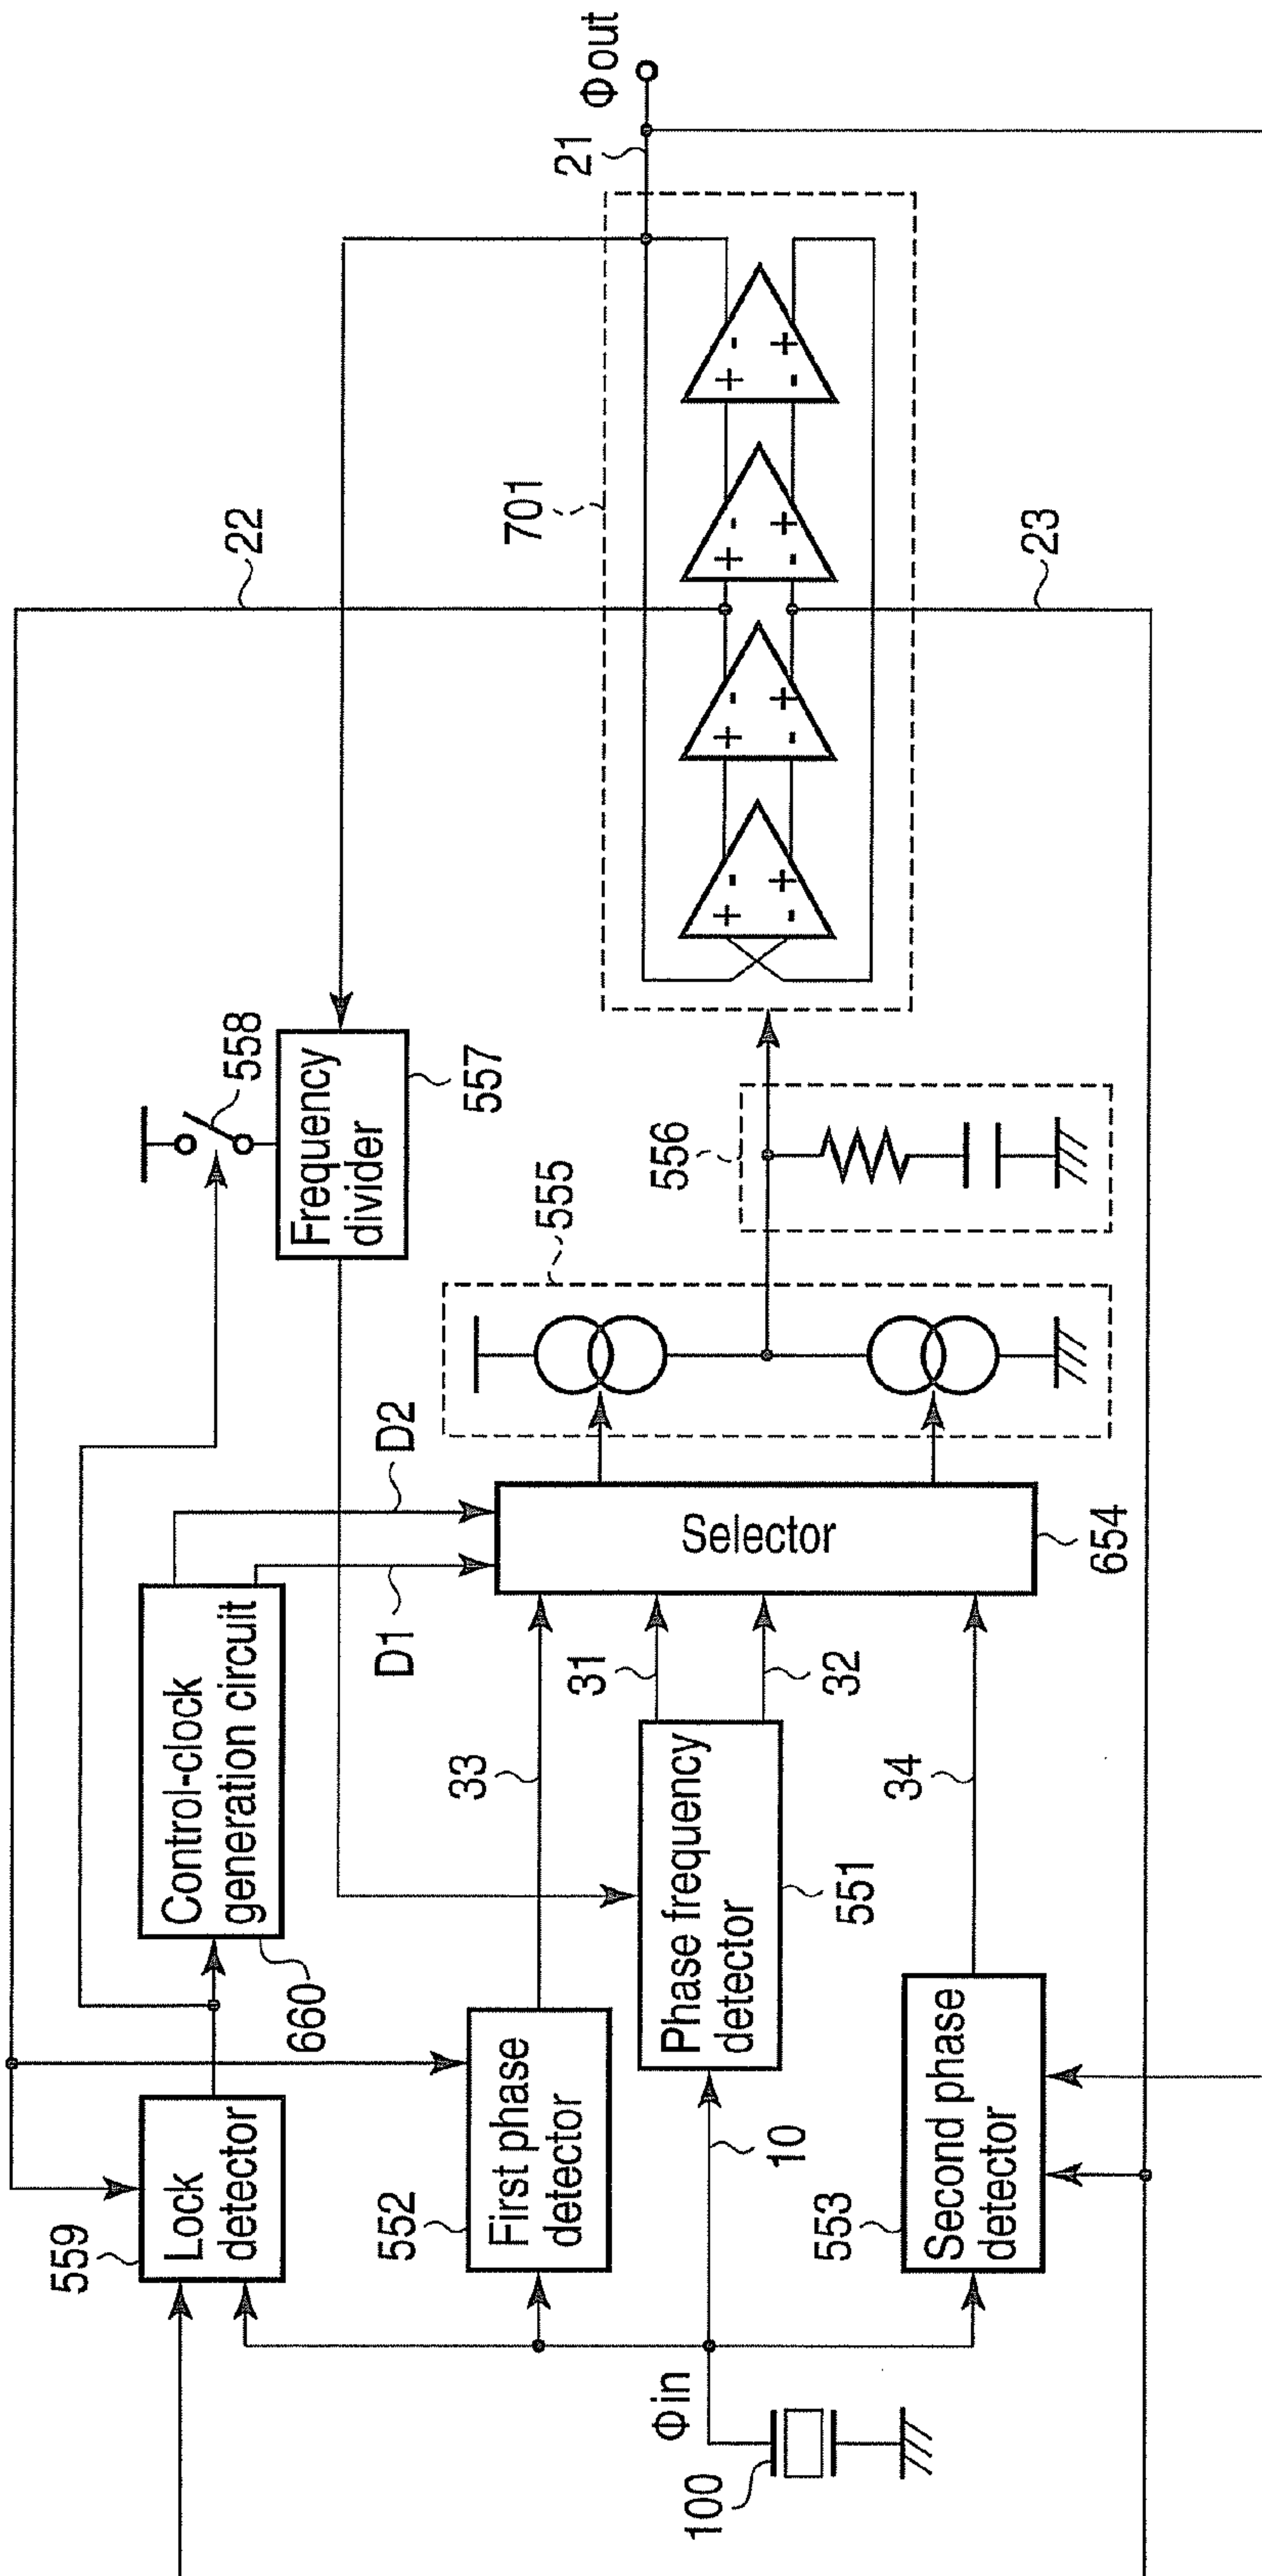 22
558
Frequency
divider
557
Φout
21
701
23
559
Lock
detector
660
Control-clock
generation circuit
D1
D2
555
556
552
First phase
detector
33
31
32
Selector
654
Φin
100
10
Phase frequency
detector
551
553
Second phase
detector
34
+ - + - + - + -
- + - + - + - +